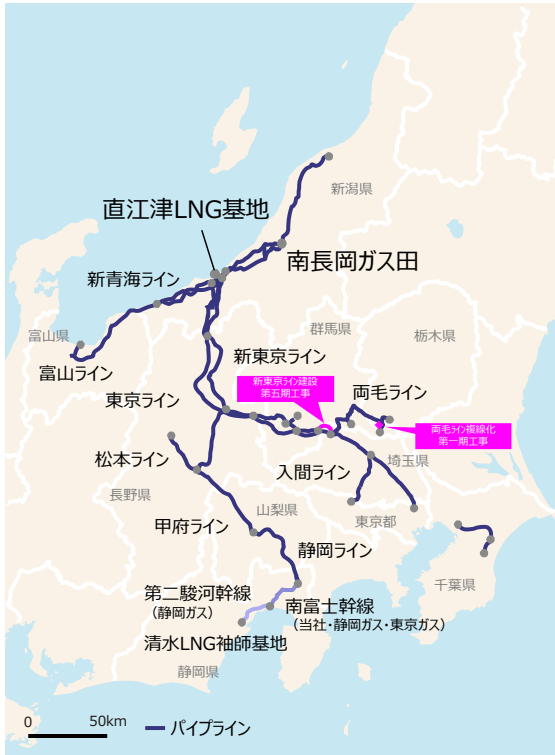 新潟県
直江津LNG基地
南長岡ガス田
新青海ライン
群馬県
栃木県
富山県
新東京ライン
富山ライン
新東京ライン建設
第五期工事
両毛ライン
東京ライン
両毛ライン複線化
第一期工事
松本ライン
入間ライン
埼玉県
長野県
山梨県
東京都
甲府ライン
静岡ライン
千葉県
第二駿河幹線
(静岡ガス)
南富士幹線
(当社・静岡ガス・東京ガス)
清水LNG袖師基地
静岡県
0 50km
パイプライン